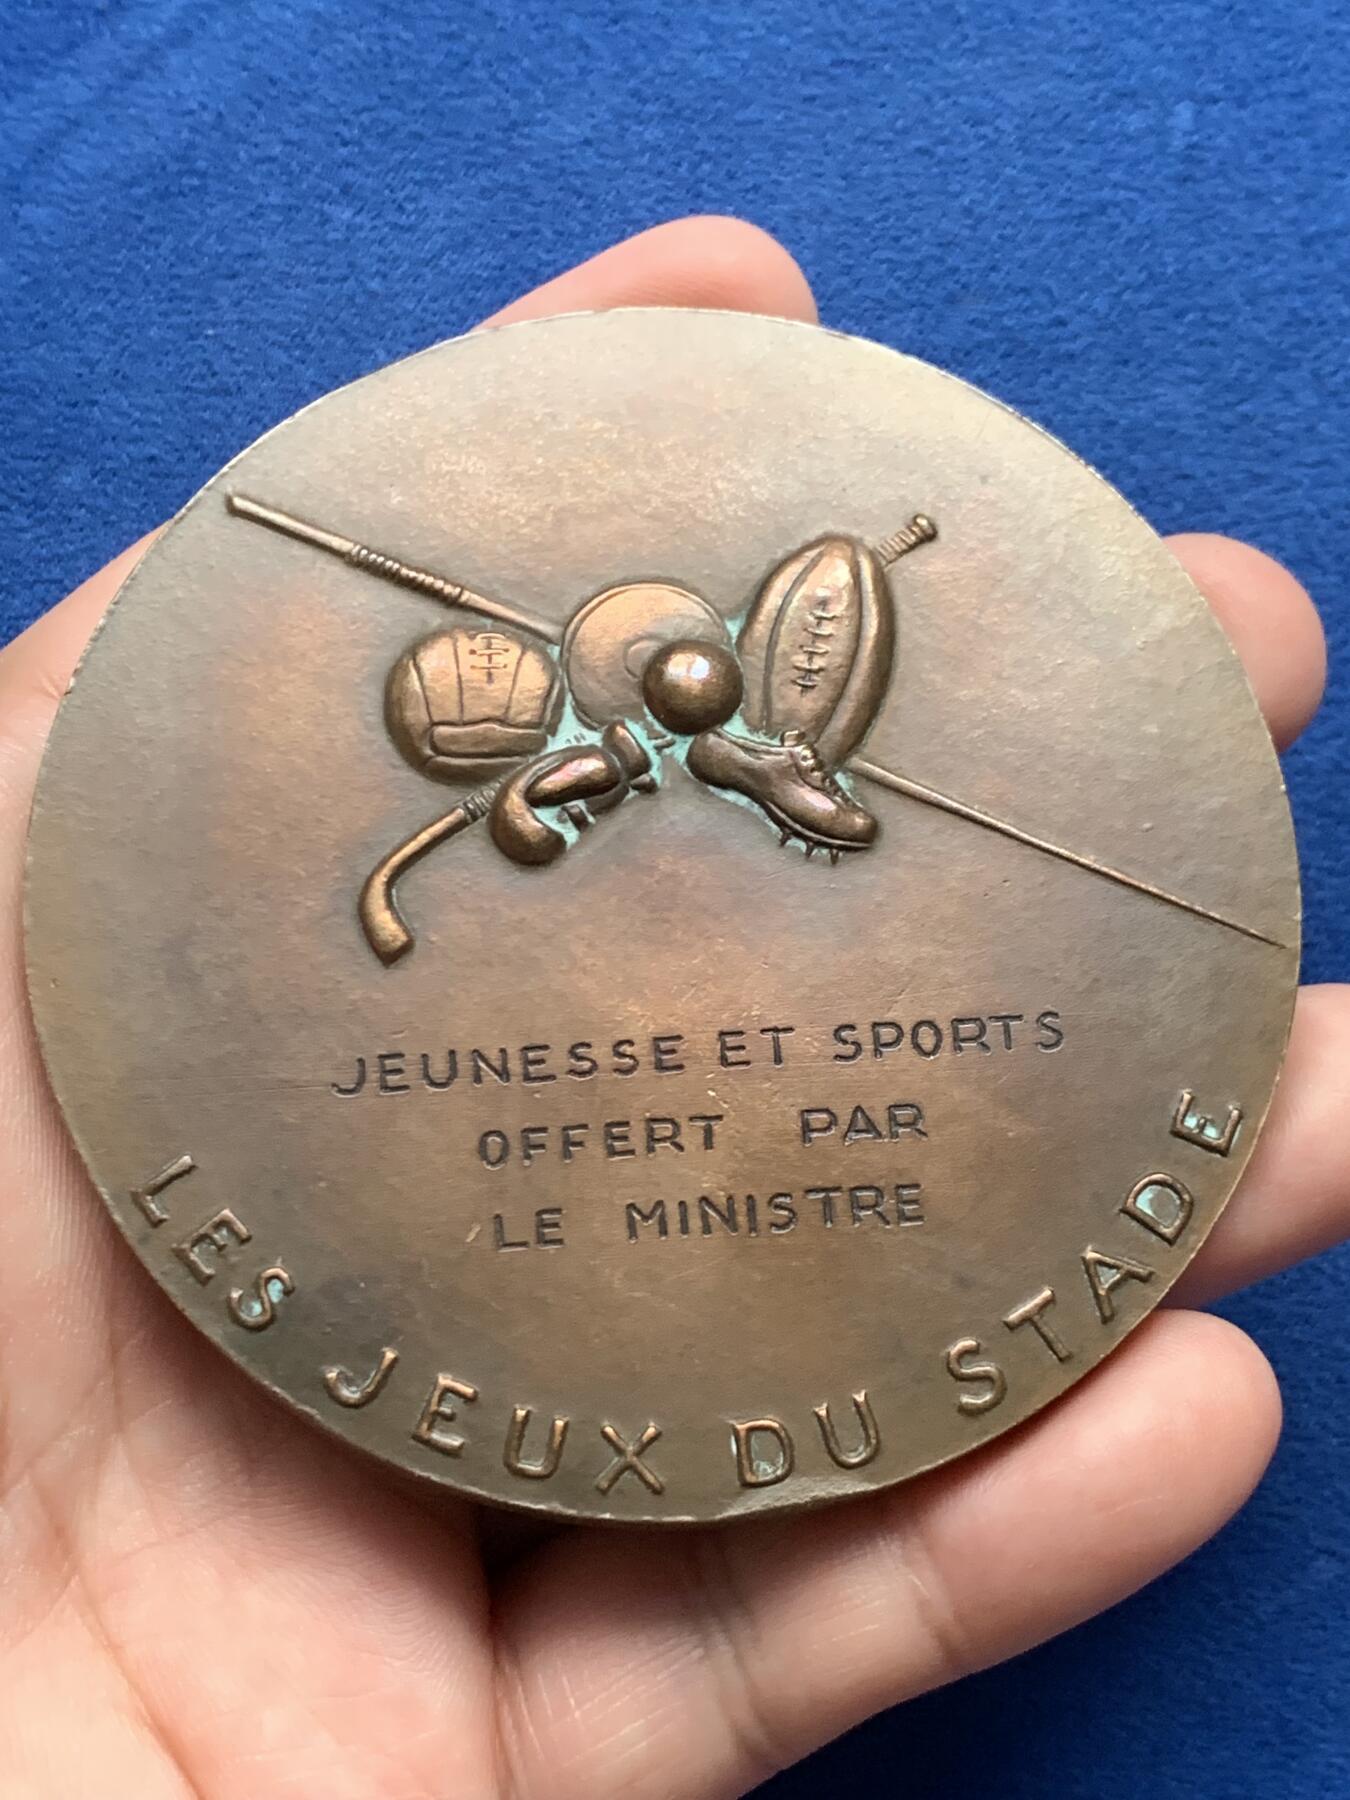 JEUNESSE ET SPORTS
OFFERT PAR
LE MINISTRE
LES JEUX DU STADE